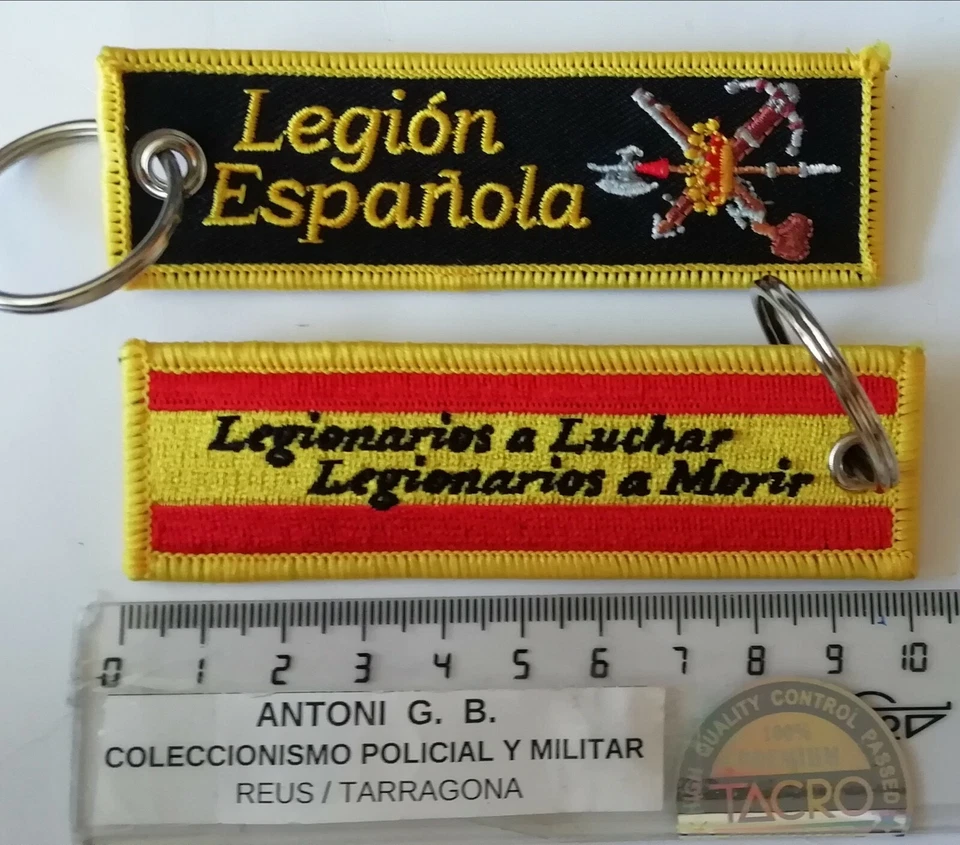 Legión
Española
Legionarios a Luchar
Legionarios a Morir
0 1 2 3 4 5 6 7 8 9 10
ANTONI G. B.
COLECCIONISMO POLICIAL Y MILITAR
REUS / TARRAGONA
QUALITY CONTROL PASSED
TACRO